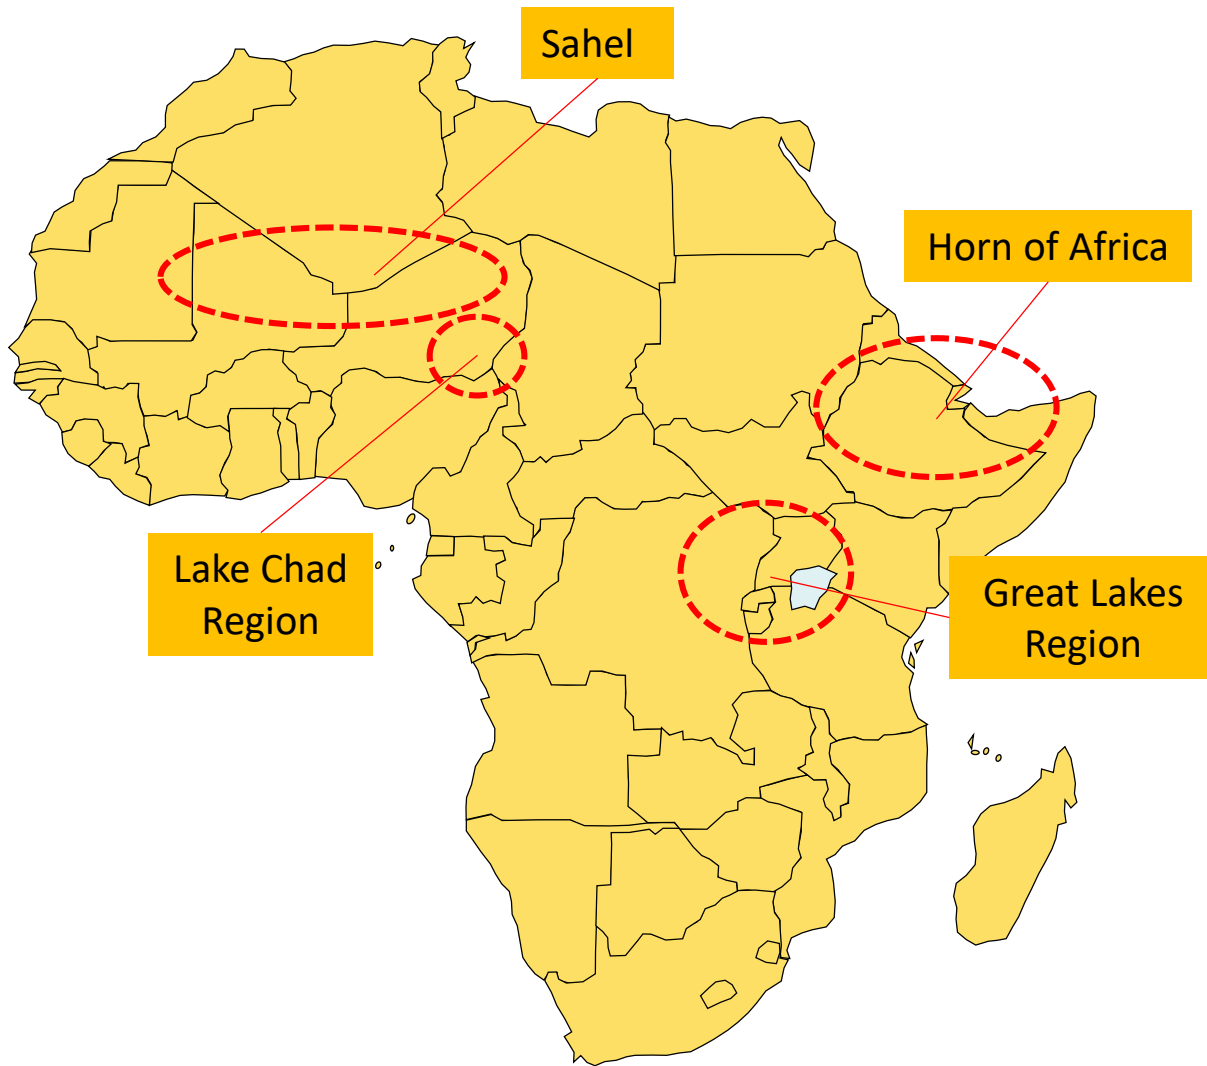 Sahel
Horn of Africa
Lake Chad
Region
Great Lakes
Region